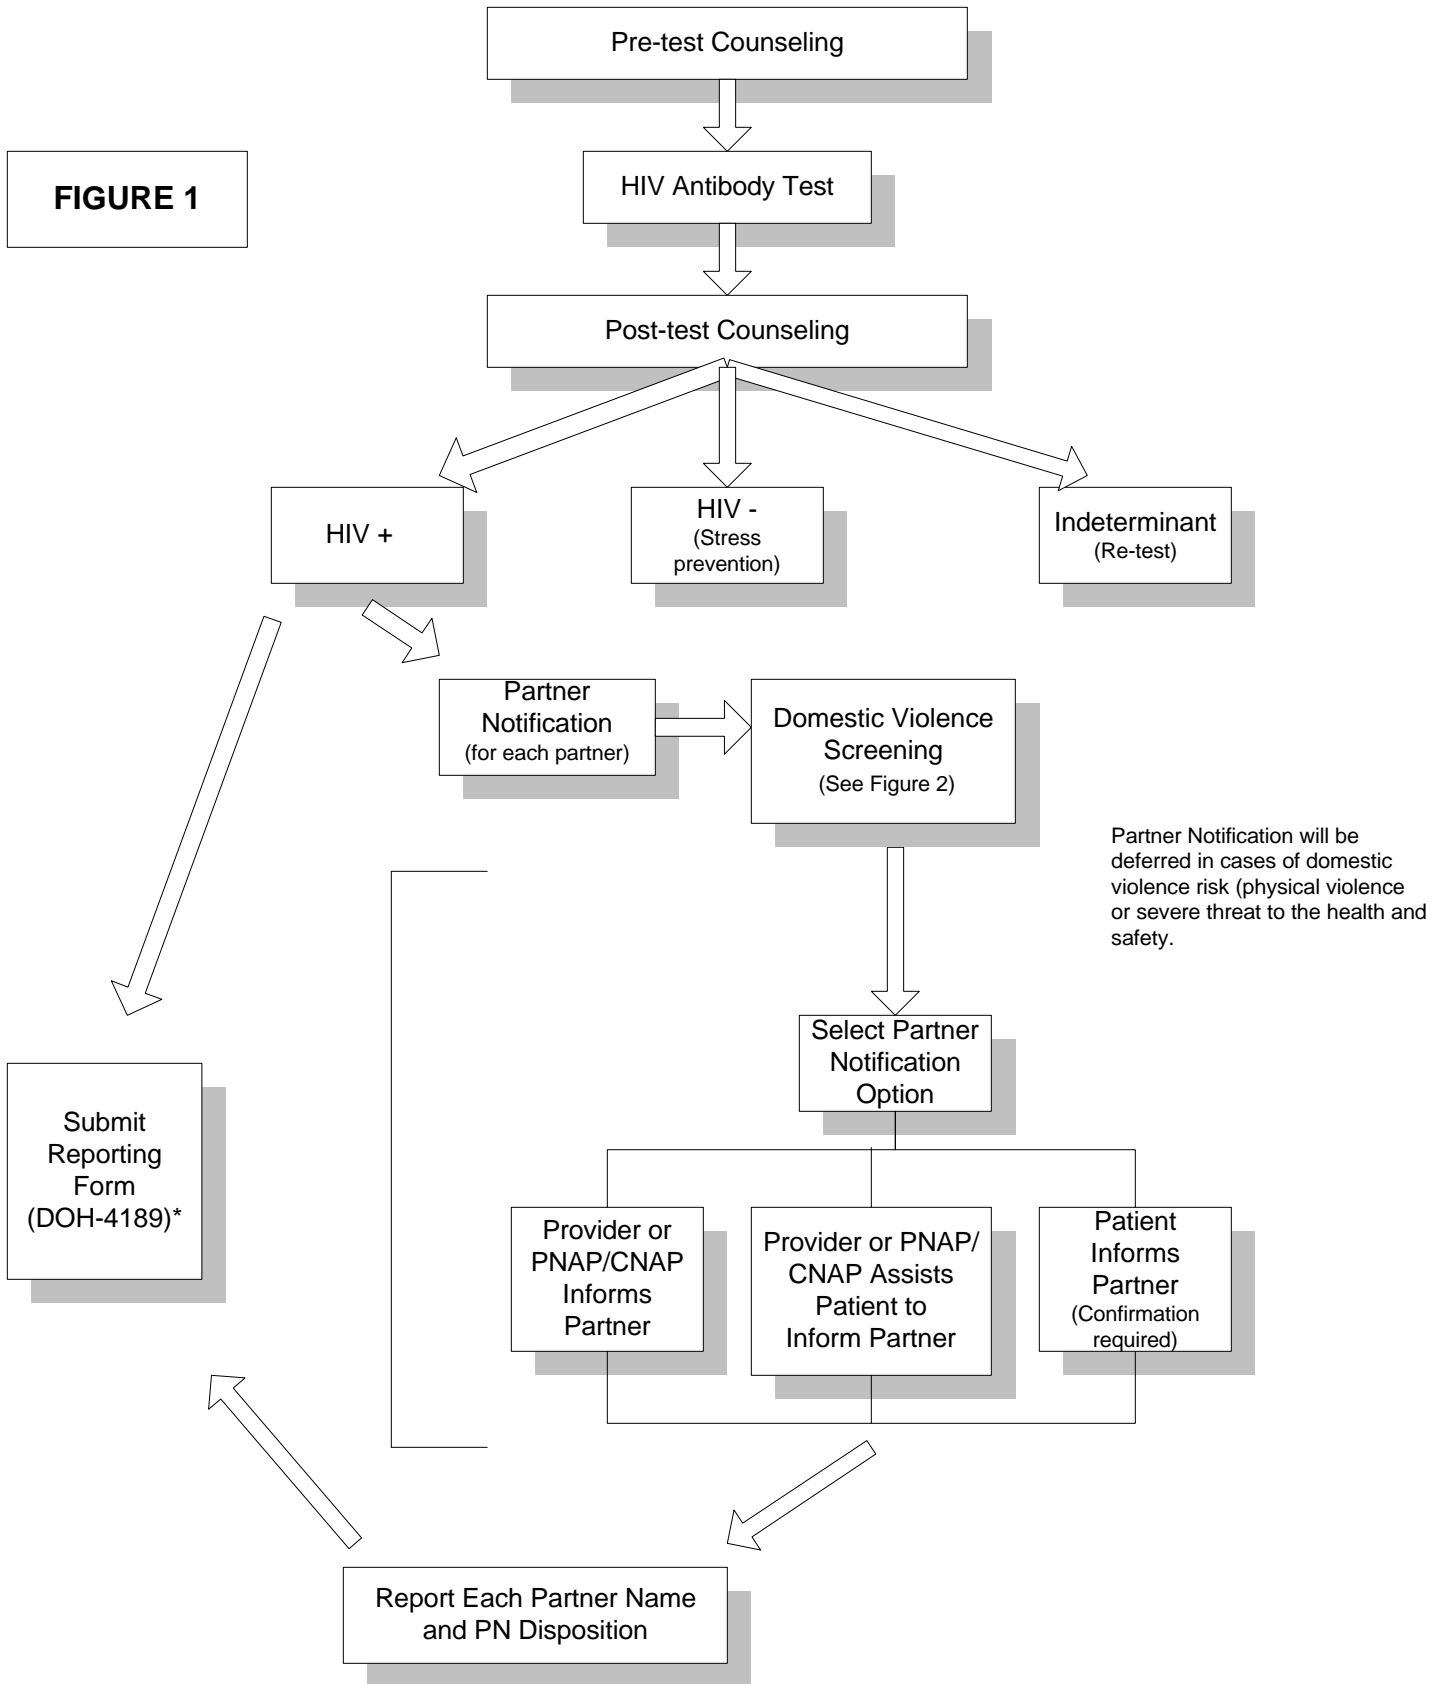 Pre-test Counseling
FIGURE 1
HIV Antibody Test
Post-test Counseling
HIV +
HIV -
(Stress
prevention)
Indeterminant
(Re-test)
Partner
Notification
(for each partner)
Domestic Violence
Screening
(See Figure 2)
Partner Notification will be
deferred in cases of domestic
violence risk (physical violence
or severe threat to the health and
safety.
Select Partner
Notification
Option
Submit
Reporting
Form
(DOH-4189)*
Provider or
PNAP/CNAP
Informs
Partner
Provider or PNAP/
CNAP Assists
Patient to
Inform Partner
Patient
Informs
Partner
(Confirmation
required)
Report Each Partner Name
and PN Disposition